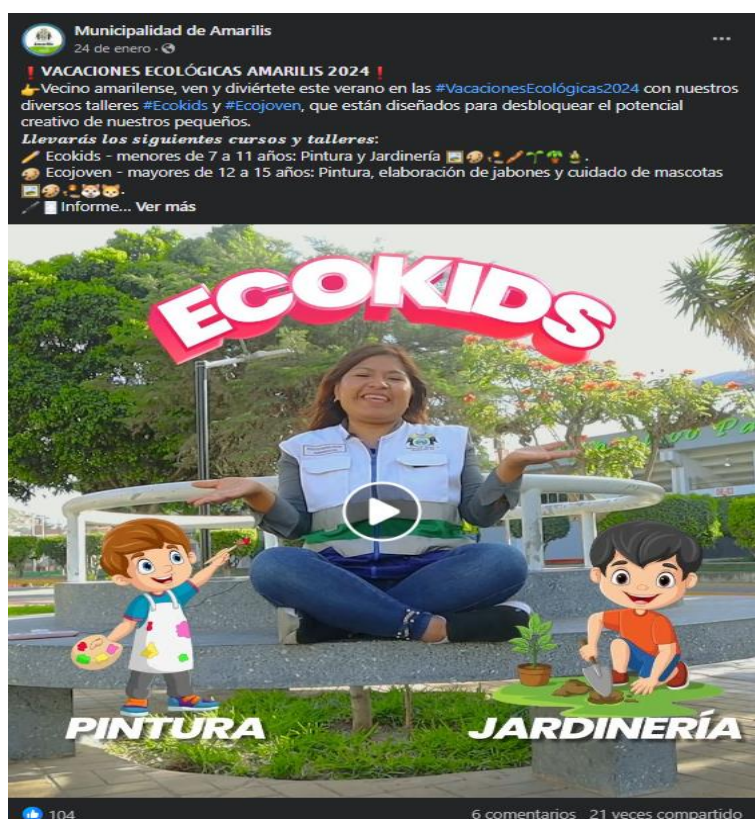 Municipalidad de Amarilis
24 de enero ·
❗ VACACIONES ECOLÓGICAS AMARILIS 2024 ❗
👉Vecino amarilense, ven y diviértete este verano en las #VacacionesEcológicas2024 con nuestros
diversos talleres #Ecokids y #Ecojoven, que están diseñados para desbloquear el potencial
creativo de nuestros pequeños.
Llevarás los siguientes cursos y talleres:
Ecokids - menores de 7 a 11 años: Pintura y Jardinería
Ecojoven - mayores de 12 a 15 años: Pintura, elaboración de jabones y cuidado de mascotas
Informe... Ver más
ECOKIDS
PINTURA
JARDINERÍA
104
6 comentarios 21 veces compartido